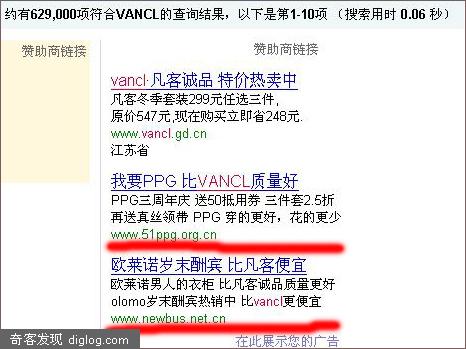 约有629,000项符合VANCL的查询结果，以下是第1-10项 （搜索用时 0.06 秒）
赞助商链接
赞助商链接
vancl·凡客诚品 特价热卖中
凡客冬季套装299元任选三件,
原价547元,现在购买立即省248元.
www.vancl.gd.cn
江苏省
我要PPG 比VANCL质量好
PPG三周年庆 送50抵用券 三件套2.5折
再送真丝领带 PPG 穿的更好，花的更少
www.51ppg.org.cn
欧莱诺岁末酬宾 比凡客便宜
欧莱诺男人的衣柜 比凡客诚品质量更好
olomo岁末酬宾热销中 比vancl更便宜
www.newbus.net.cn
在此展示您的广告
奇客发现 diglog.com